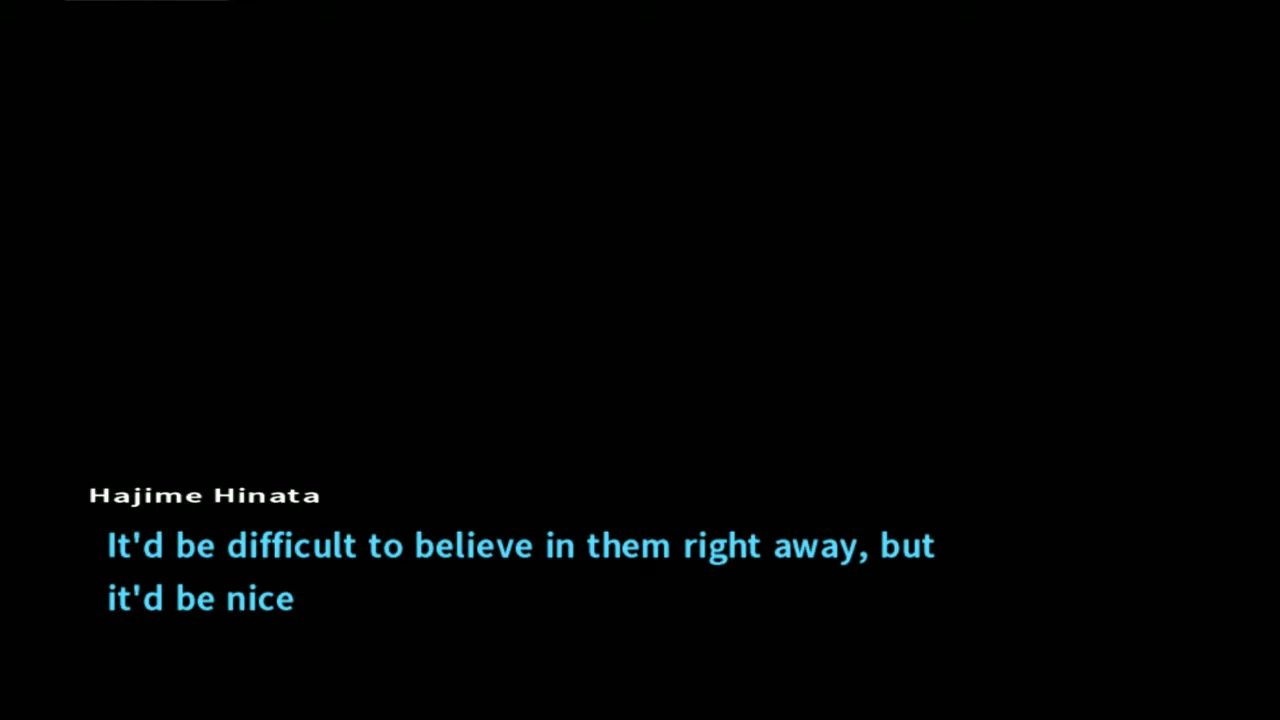 Hajime Hinata
It'd be difficult to believe in them right away, but
it'd be nice